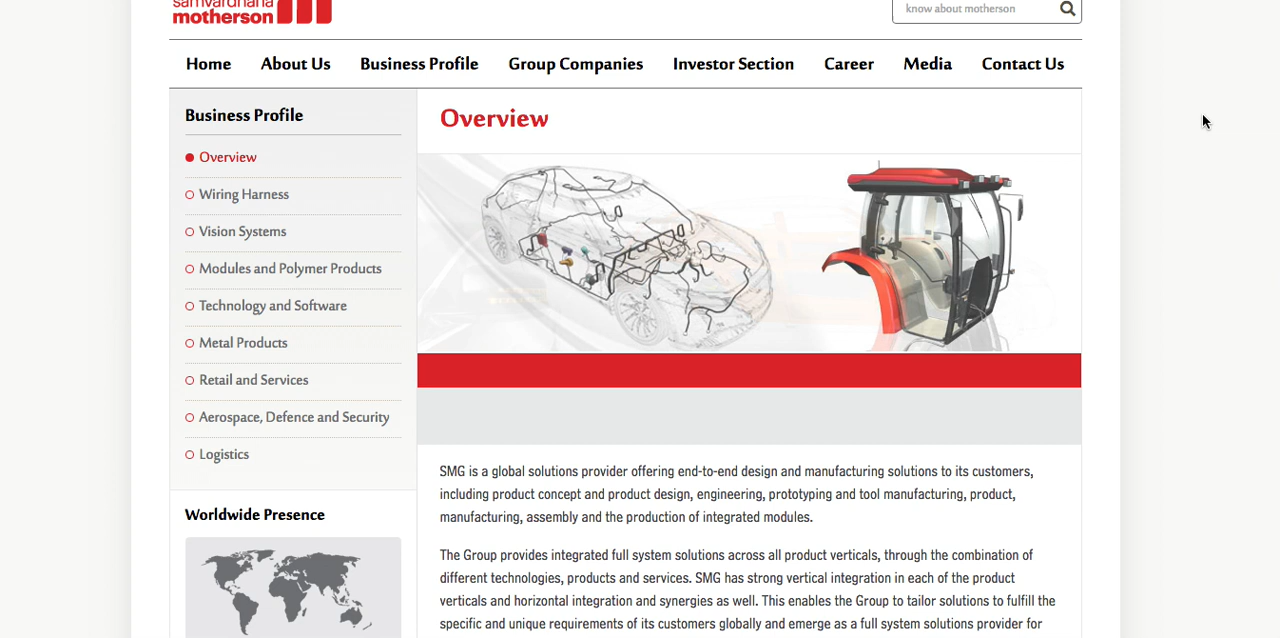 samvardhana
motherson
know about motherson
Home About Us Business Profile Group Companies Investor Section Career Media Contact Us
Business Profile
Overview
Wiring Harness
Vision Systems
Modules and Polymer Products
Technology and Software
Metal Products
Retail and Services
Aerospace, Defence and Security
Logistics
Worldwide Presence
Overview
SMG is a global solutions provider offering end-to-end design and manufacturing solutions to its customers,
including product concept and product design, engineering, prototyping and tool manufacturing, product,
manufacturing, assembly and the production of integrated modules.
The Group provides integrated full system solutions across all product verticals, through the combination of
different technologies, products and services. SMG has strong vertical integration in each of the product
verticals and horizontal integration and synergies as well. This enables the Group to tailor solutions to fulfill the
specific and unique requirements of its customers globally and emerge as a full system solutions provider for